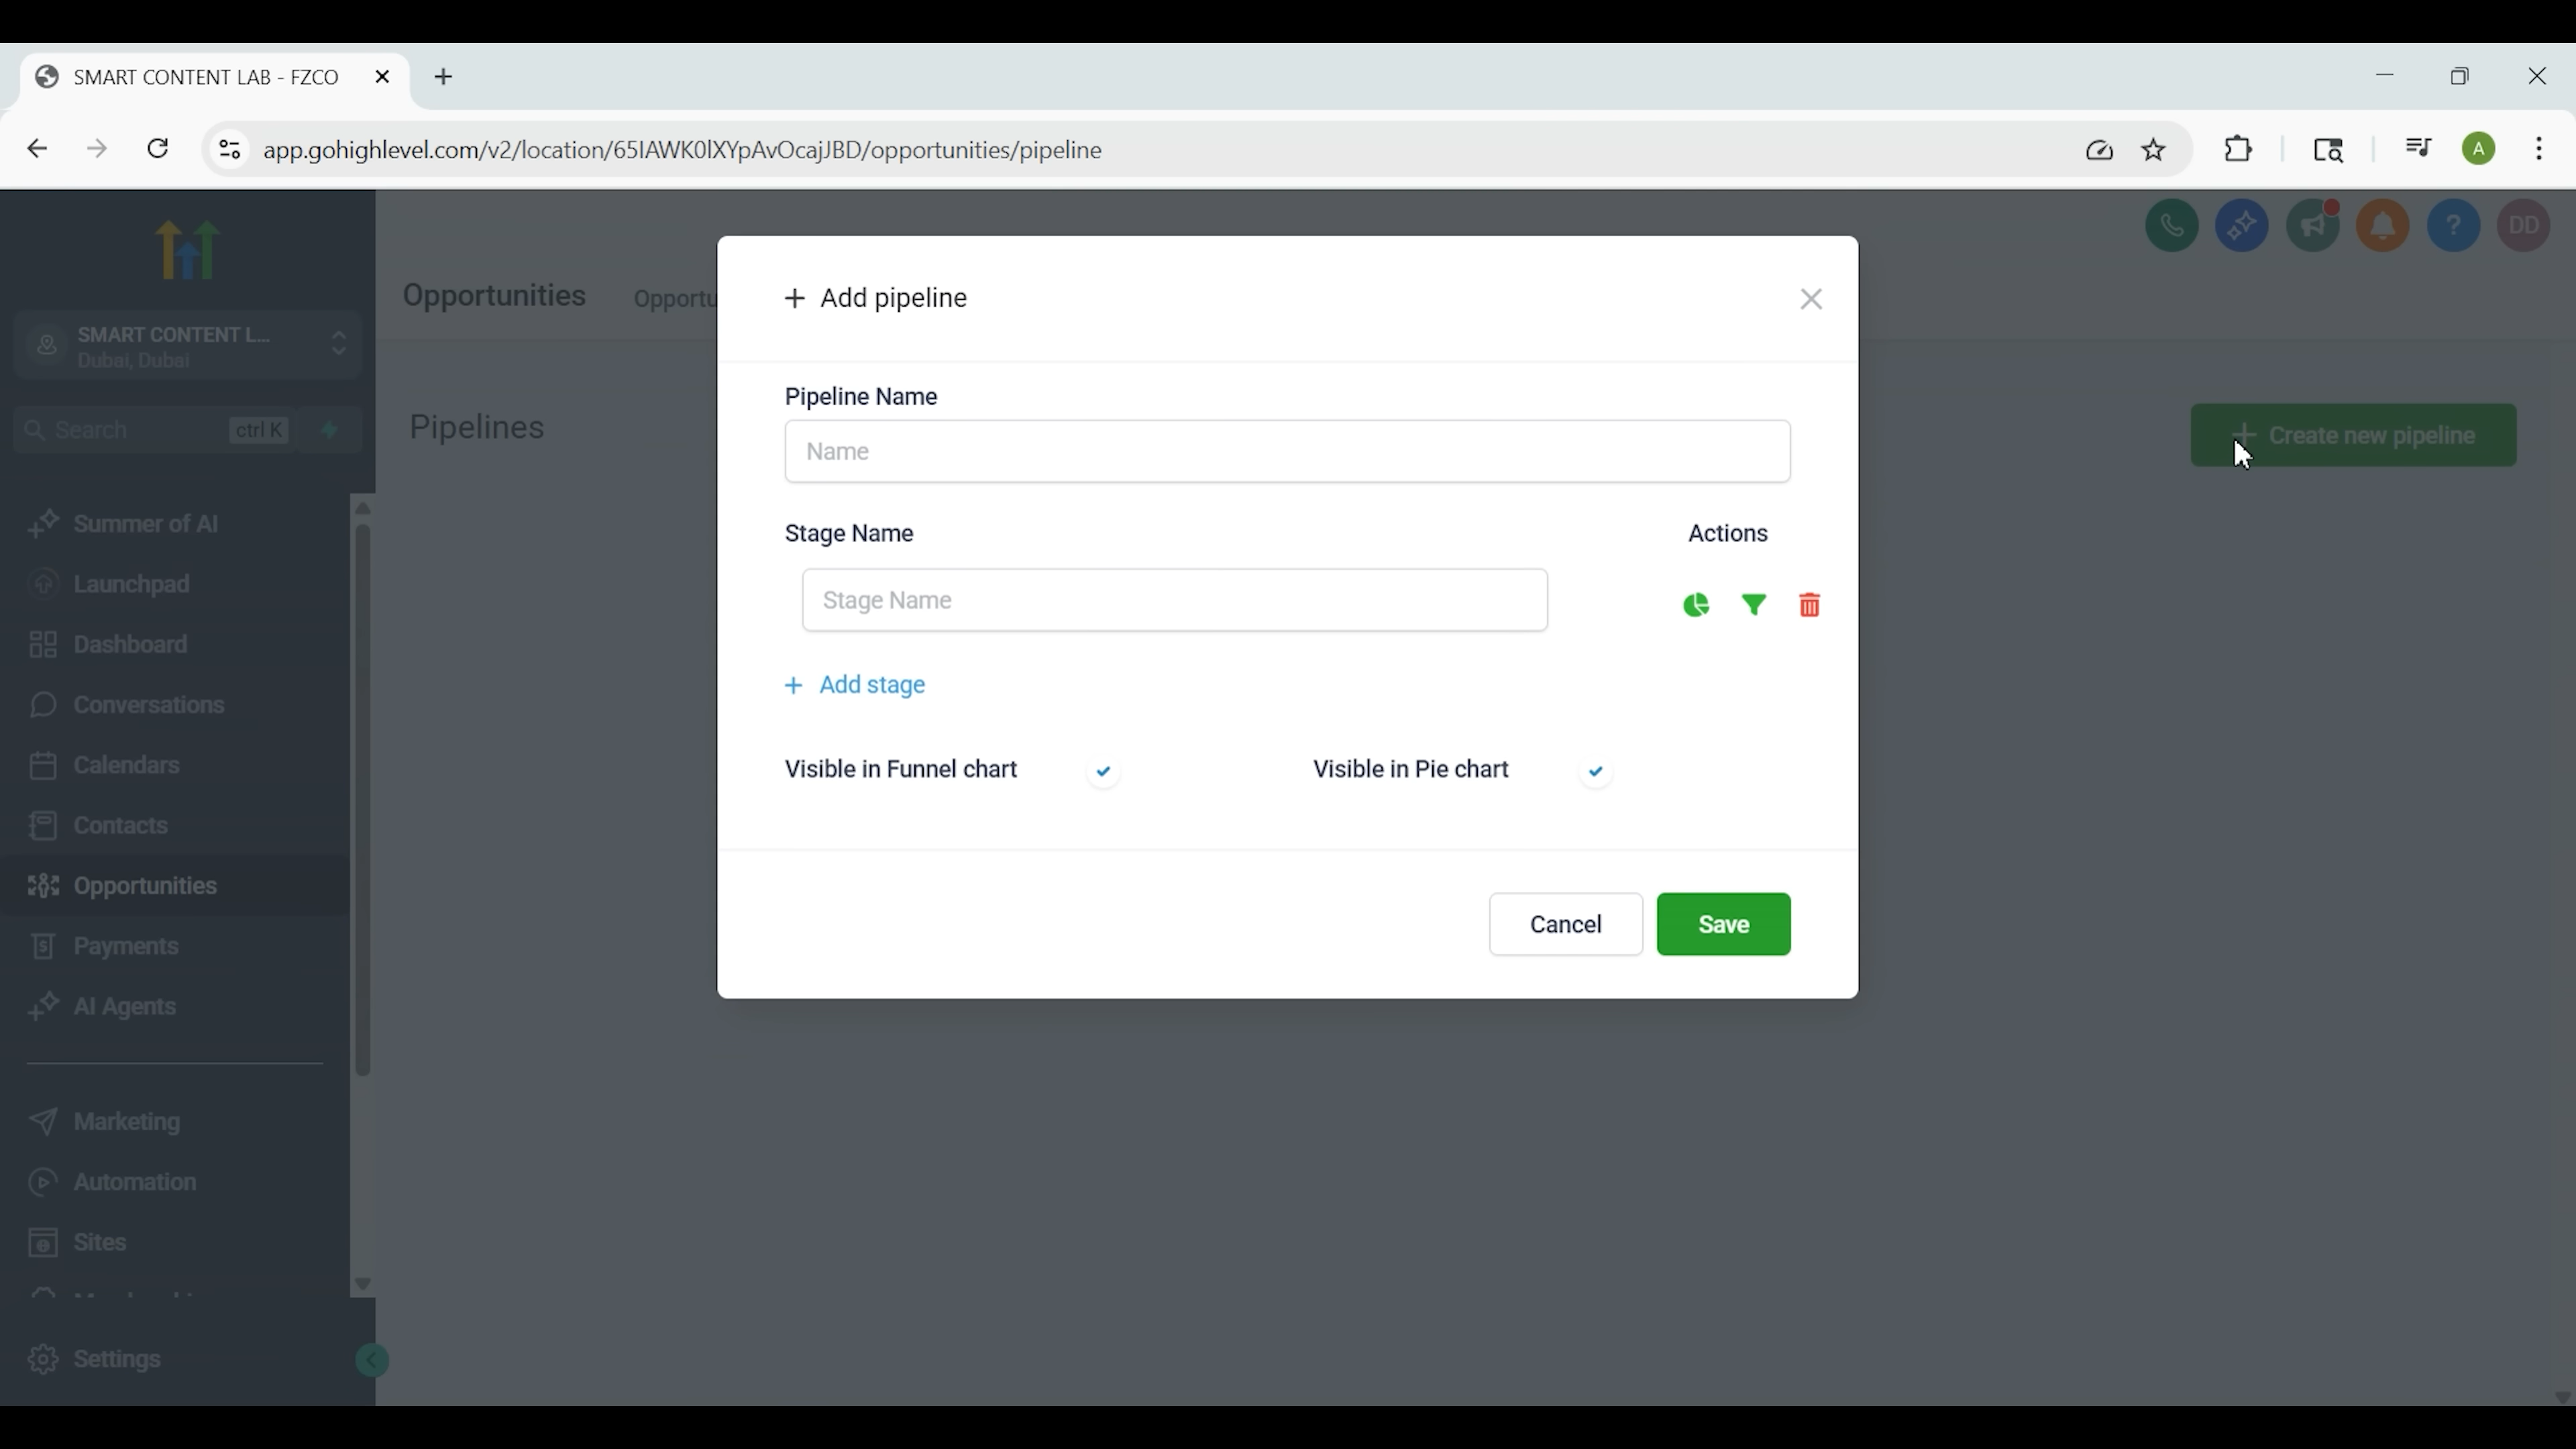 SMART CONTENT LAB - FZCO
app.gohighlevel.com/v2/location/65IAWK0lXYpAvOcajJBD/opportunities/pipeline
A
DD
?
SMART CONTENT L...
Dubai, Dubai
Search ctrl K
Summer of AI
Launchpad
Dashboard
Conversations
Calendars
Contacts
Opportunities
Payments
AI Agents
Marketing
Automation
Sites
Settings
Opportunities Opportu
Pipelines
Create new pipeline
+ Add pipeline
Pipeline Name
Name
Stage Name Actions
Stage Name
+ Add stage
Visible in Funnel chart Visible in Pie chart
Cancel Save